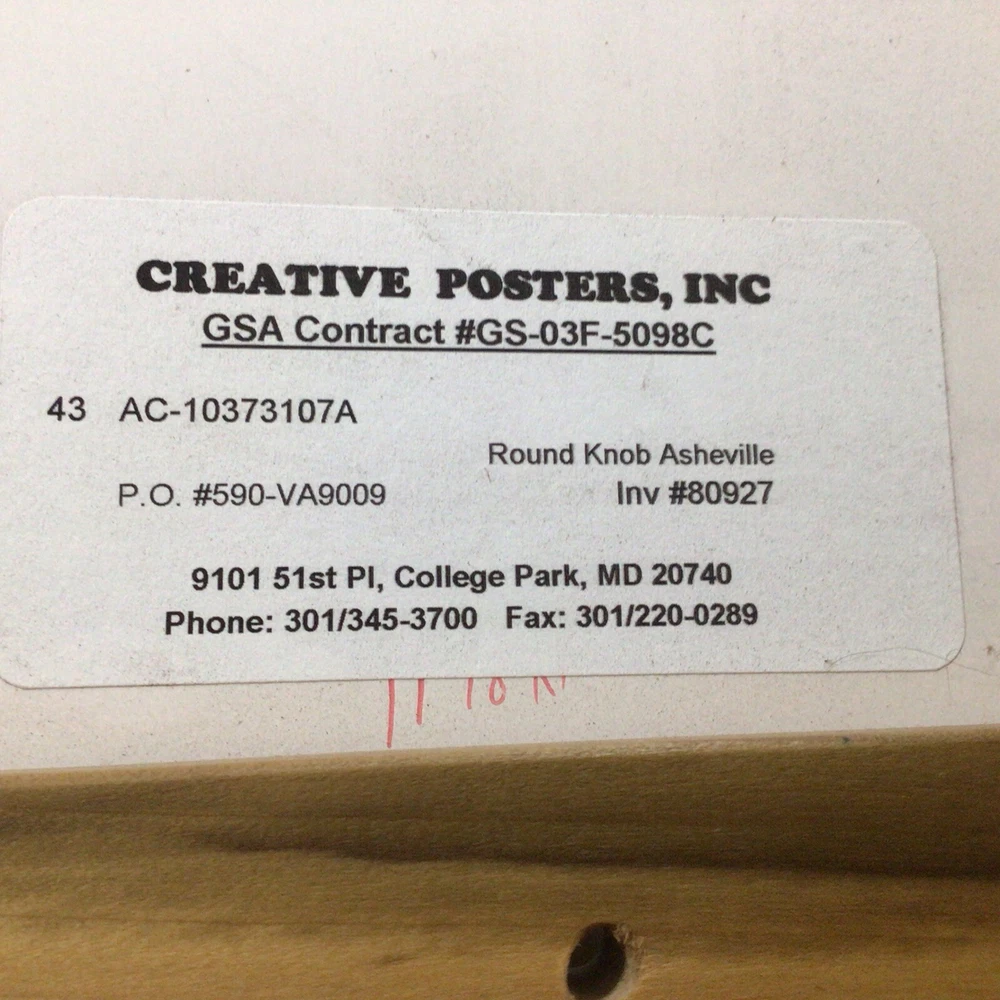 CREATIVE POSTERS, INC
GSA Contract #GS-03F-5098C
43 AC-10373107A
Round Knob Asheville
P.O. #590-VA9009 Inv #80927
9101 51st Pl, College Park, MD 20740
Phone: 301/345-3700 Fax: 301/220-0289